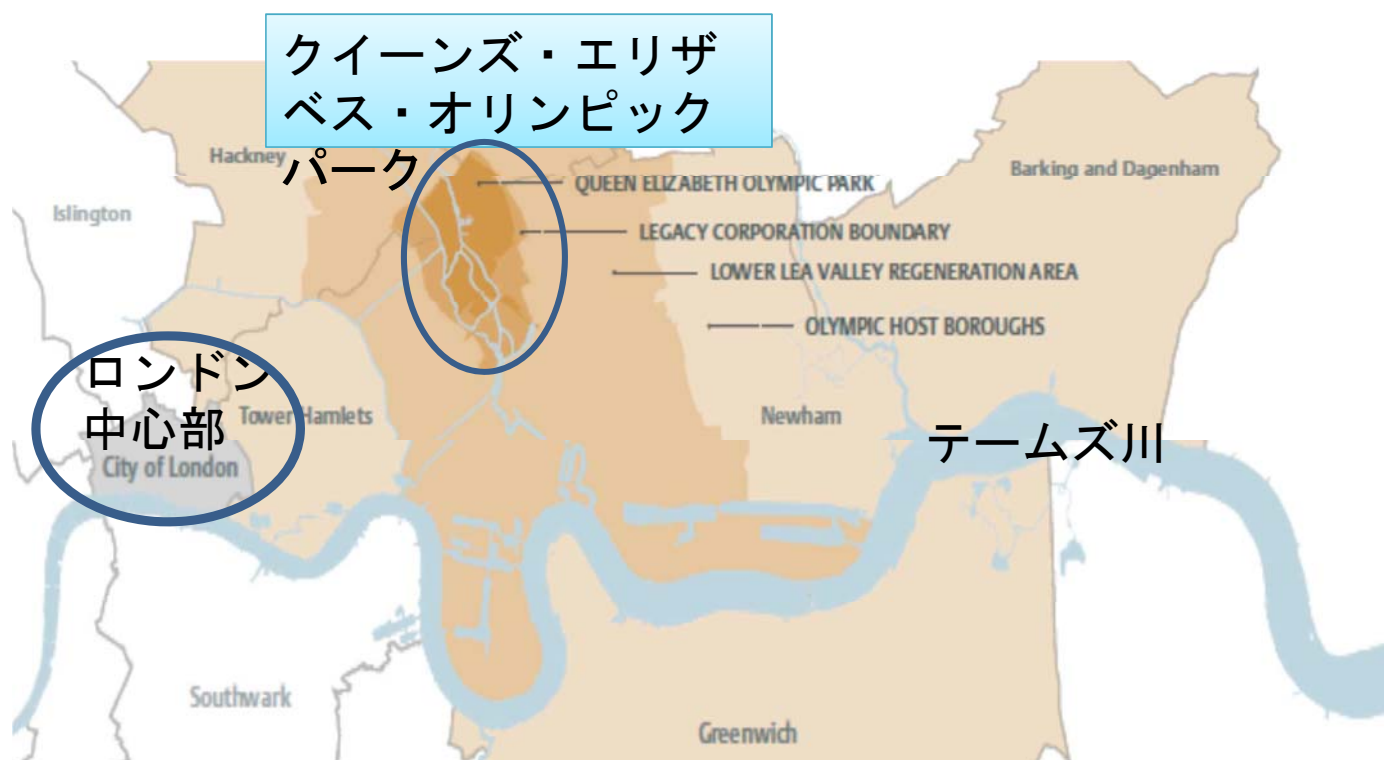 クイーンズ・エリザ
ベス・オリンピック
パーク
Hackney
Barking and Dagenham
QUEEN ELIZABETH OLYMPIC PARK
Islington
LEGACY CORPORATION BOUNDARY
LOWER LEA VALLEY REGENERATION AREA
OLYMPIC HOST BOROUGHS
ロンドン
中心部
Tower Hamlets
Newham
テームズ川
City of London
Southwark
Greenwich